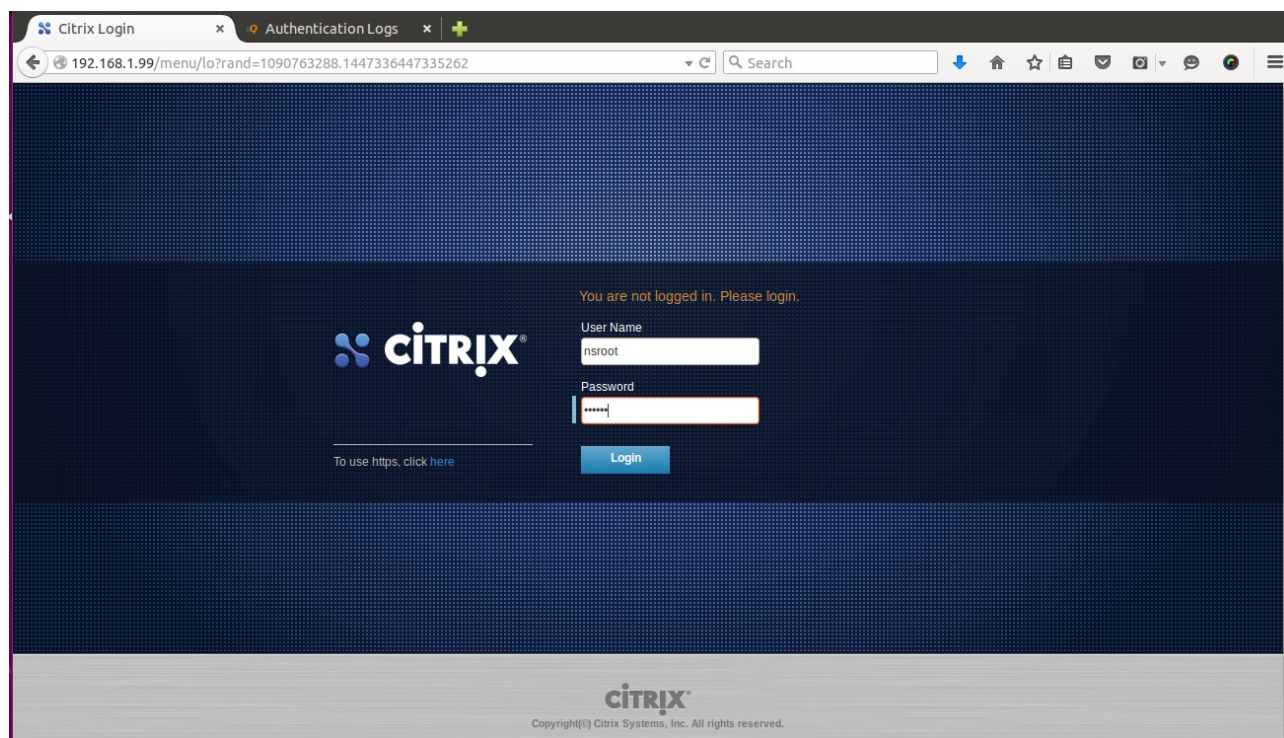 Citrix Login
Authentication Logs
192.168.1.99/menu/lo?rand=1090763288.1447336447335262
Search
You are not logged in. Please login.
User Name
nsroot
Password
••••••
CITRIX®
To use https, click here
Login
CITRIX®
Copyright(©) Citrix Systems, Inc. All rights reserved.